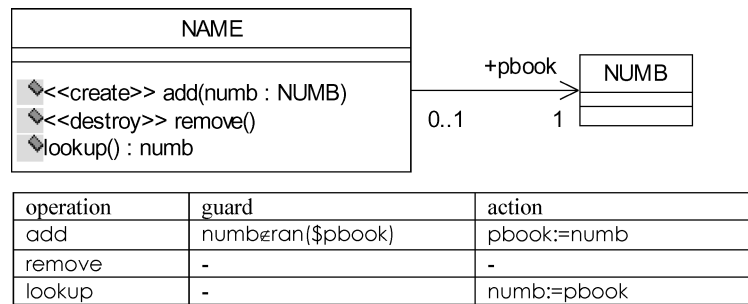 NAME
<<create>> add(numb : NUMB)
<<destroy>> remove()
lookup() : numb
+pbook
0..1
1
NUMB
operation guard action
add numb∉ran($pbook) pbook:=numb
remove - -
lookup - numb:=pbook